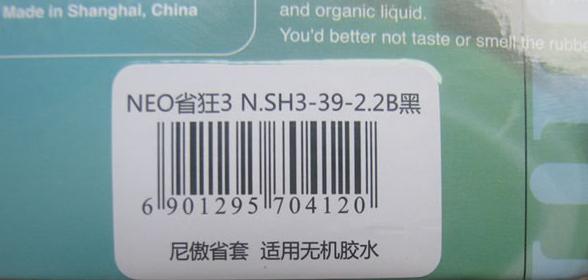 Made in Shanghai, China
and organic liquid.
You'd better not taste or smell the rubbe
NEO省狂3 N.SH3-39-2.2B黑
6 901295 704120
尼傲省套 适用无机胶水